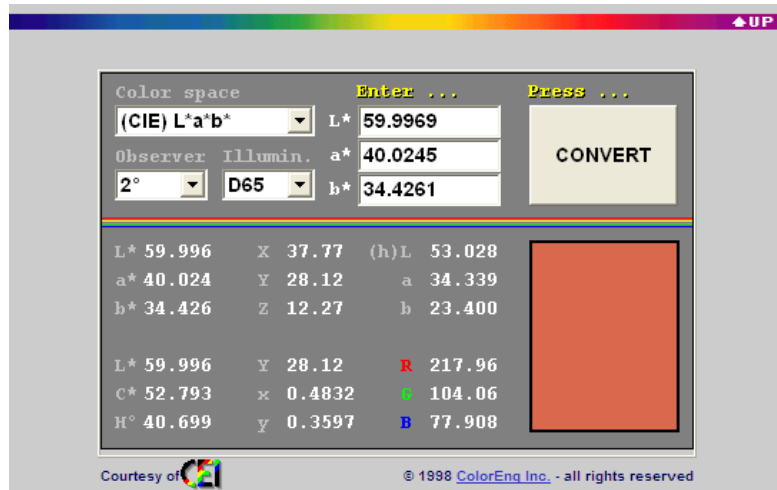 UP
Color space Enter ... Press ...
(CIE) L*a*b* L* 59.9969
Observer Illumin. a* 40.0245 CONVERT
2° D65 b* 34.4261
L* 59.996 X 37.77 (h)L 53.028
a* 40.024 Y 28.12 a 34.339
b* 34.426 Z 12.27 b 23.400
L* 59.996 Y 28.12 R 217.96
C* 52.793 x 0.4832 G 104.06
H° 40.699 y 0.3597 B 77.908
Courtesy of CEI © 1998 ColorEng Inc. - all rights reserved